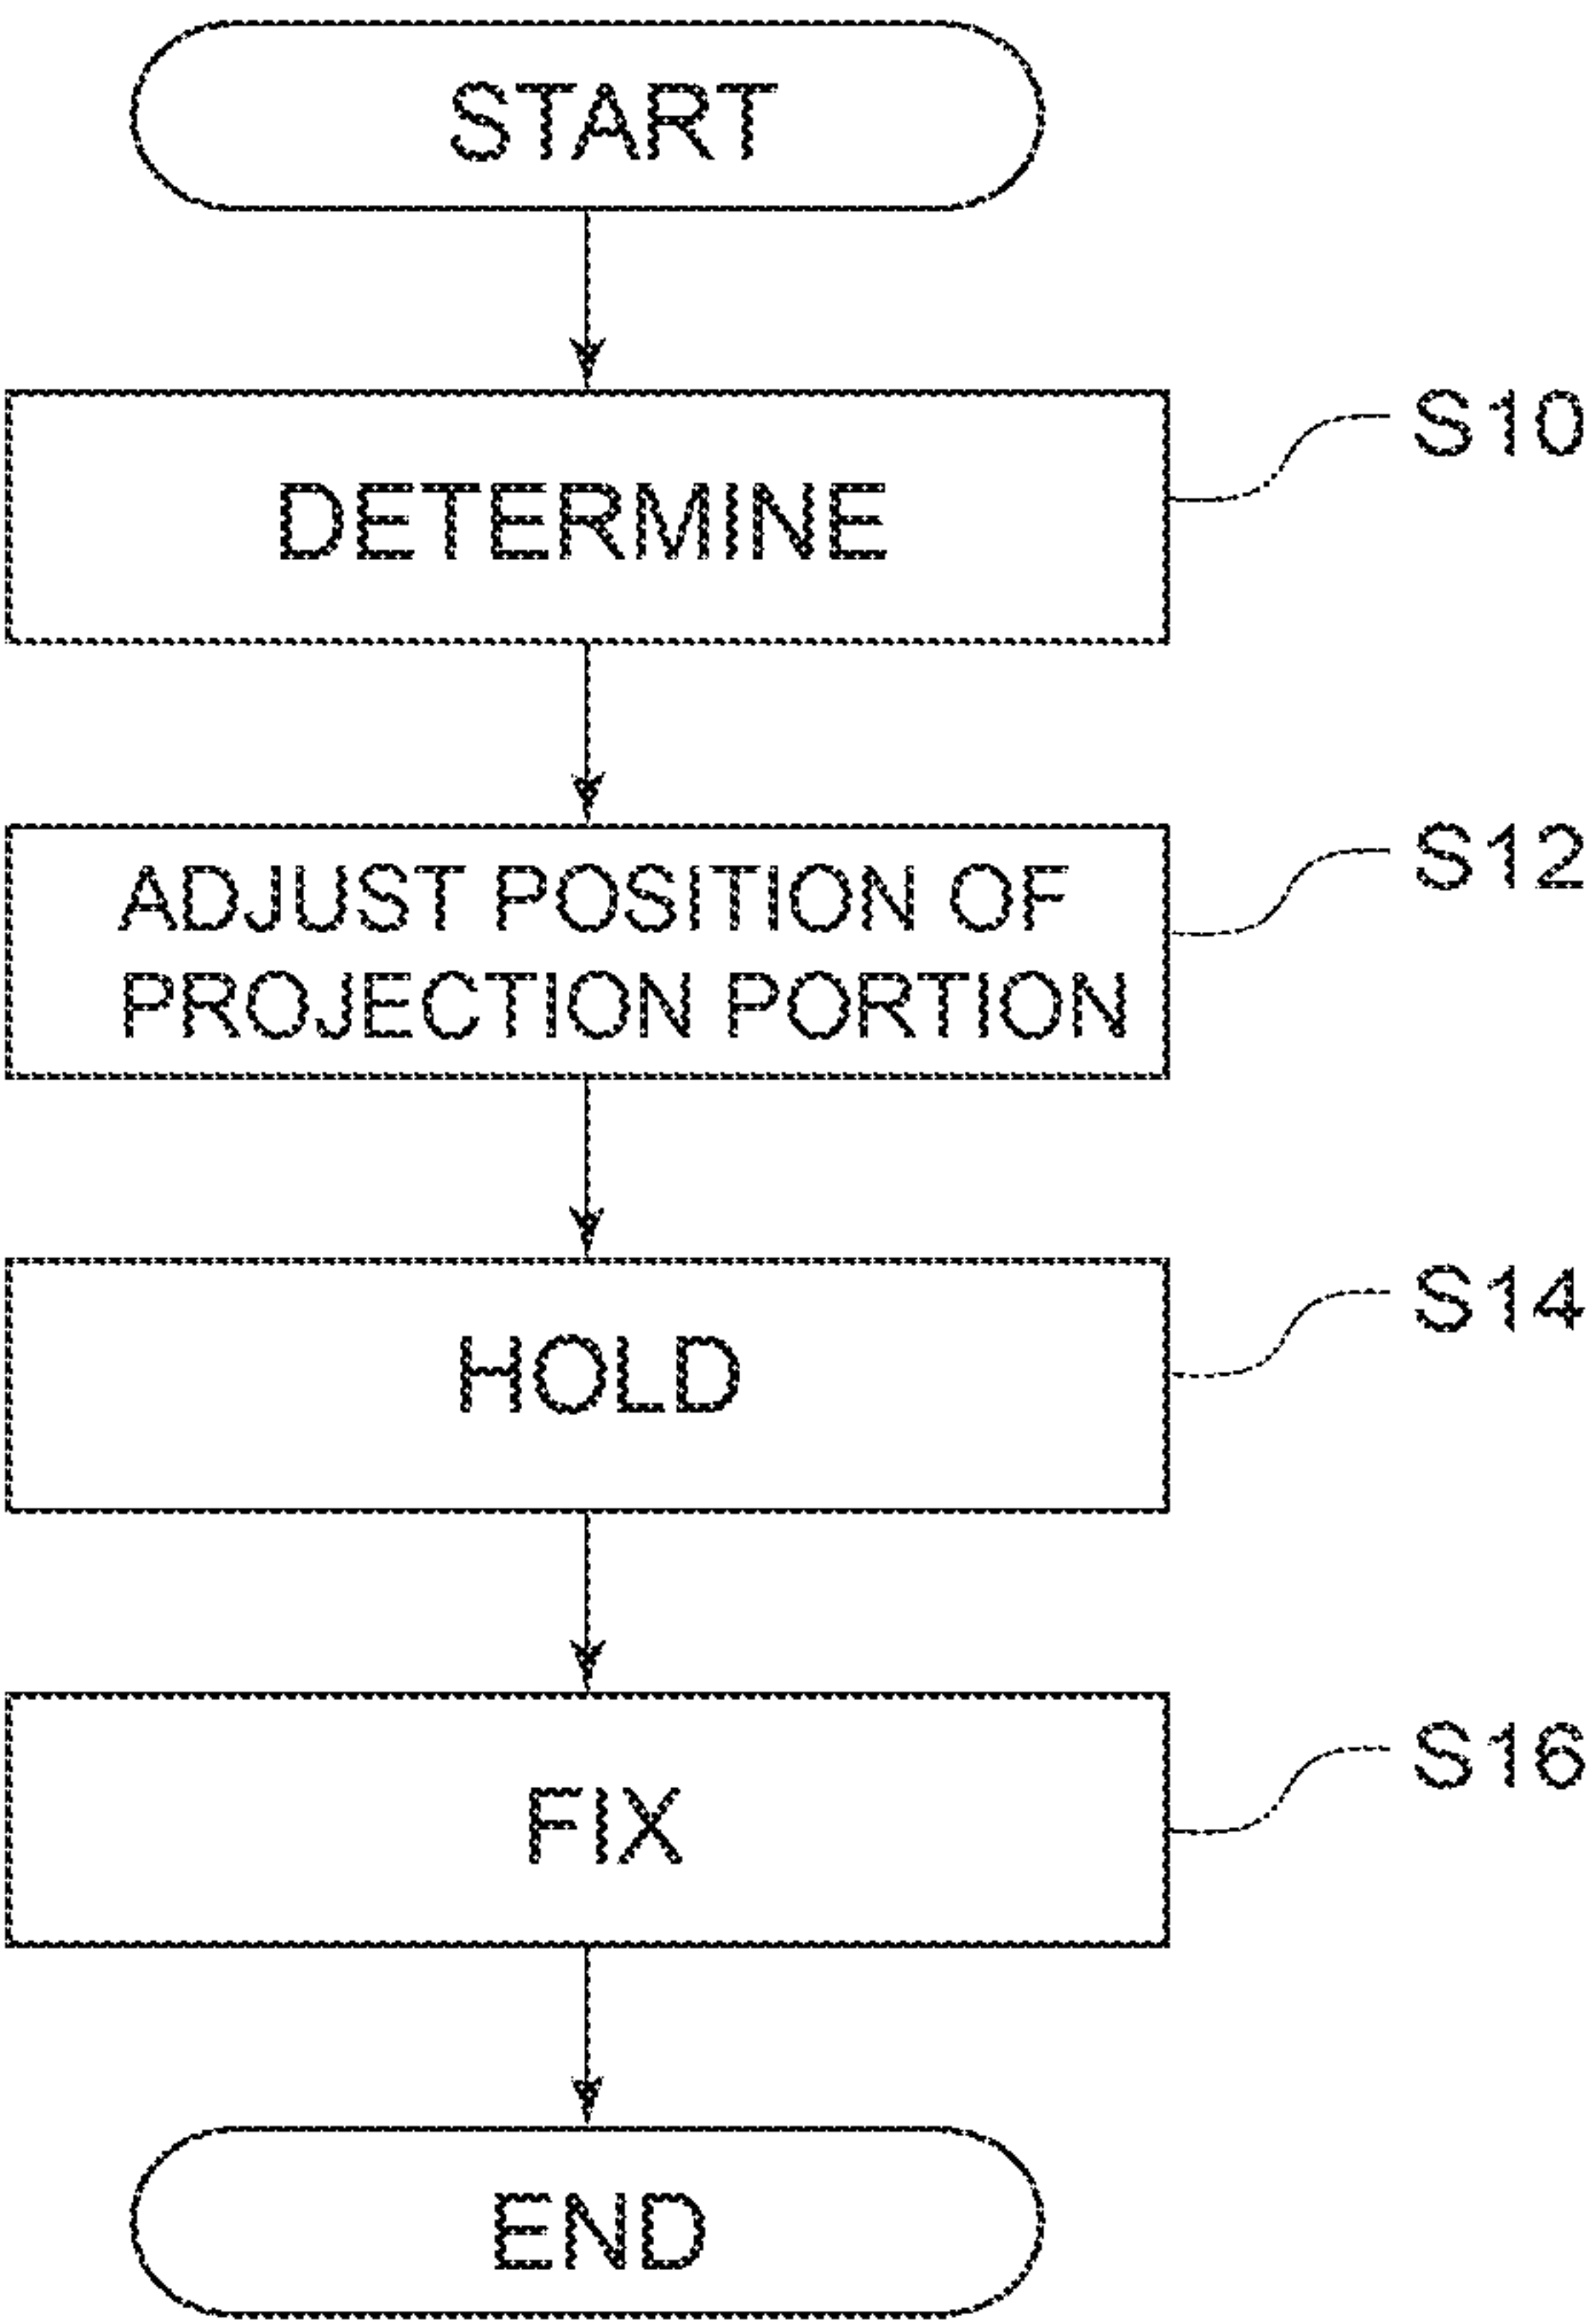 START
S10
DETERMINE
S12
ADJUST POSITION OF
PROJECTION PORTION
S14
HOLD
S16
FIX
END